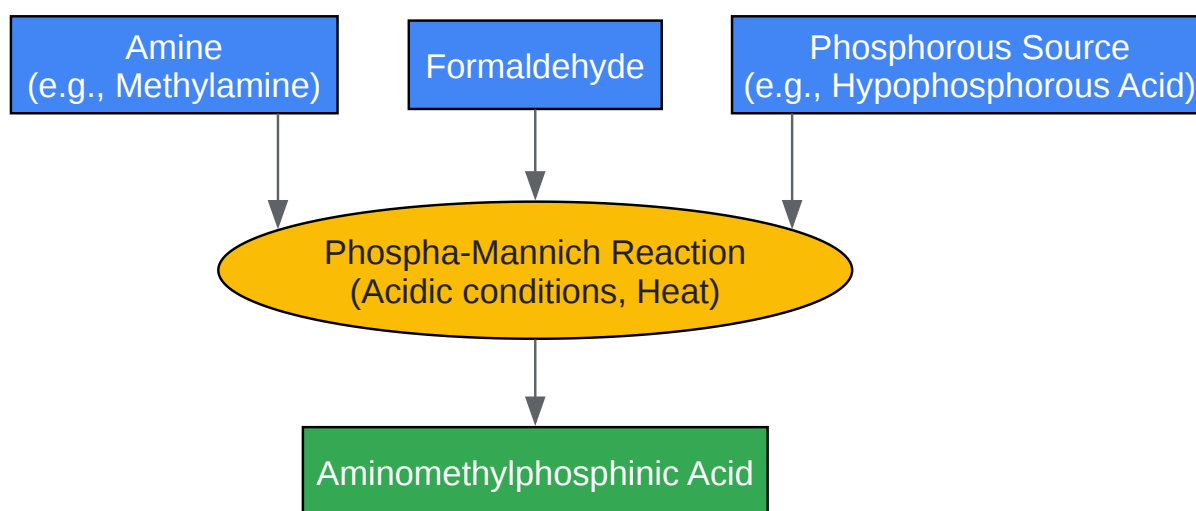 Amine
(e.g., Methylamine)
Formaldehyde
Phosphorous Source
(e.g., Hypophosphorous Acid)
Phospha-Mannich Reaction
(Acidic conditions, Heat)
Aminomethylphosphinic Acid